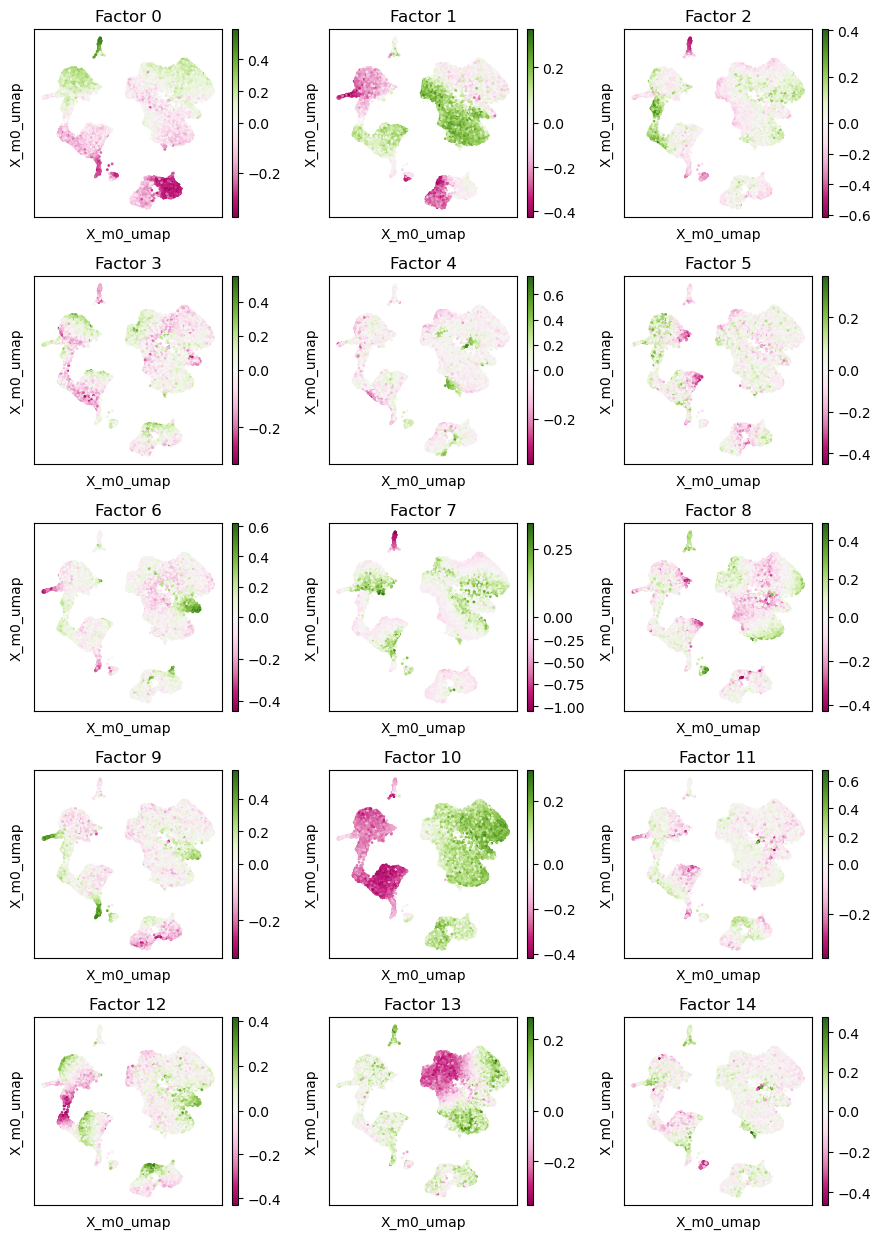 Factor 0
0.4
0.2
0.0
−0.2
X_m0_umap
X_m0_umap
Factor 1
0.2
0.0
−0.2
−0.4
X_m0_umap
X_m0_umap
Factor 2
0.4
0.2
0.0
−0.2
−0.4
−0.6
X_m0_umap
X_m0_umap
Factor 3
0.4
0.2
0.0
−0.2
X_m0_umap
X_m0_umap
Factor 4
0.6
0.4
0.2
0.0
−0.2
X_m0_umap
X_m0_umap
Factor 5
0.2
0.0
−0.2
−0.4
X_m0_umap
X_m0_umap
Factor 6
0.6
0.4
0.2
0.0
−0.2
−0.4
X_m0_umap
X_m0_umap
Factor 7
0.25
0.00
−0.25
−0.50
−0.75
−1.00
X_m0_umap
X_m0_umap
Factor 8
0.4
0.2
0.0
−0.2
−0.4
X_m0_umap
X_m0_umap
Factor 9
0.4
0.2
0.0
−0.2
X_m0_umap
X_m0_umap
Factor 10
0.2
0.0
−0.2
−0.4
X_m0_umap
X_m0_umap
Factor 11
0.6
0.4
0.2
0.0
−0.2
X_m0_umap
X_m0_umap
Factor 12
0.4
0.2
0.0
−0.2
−0.4
X_m0_umap
X_m0_umap
Factor 13
0.2
0.0
−0.2
X_m0_umap
X_m0_umap
Factor 14
0.4
0.2
0.0
−0.2
−0.4
X_m0_umap
X_m0_umap